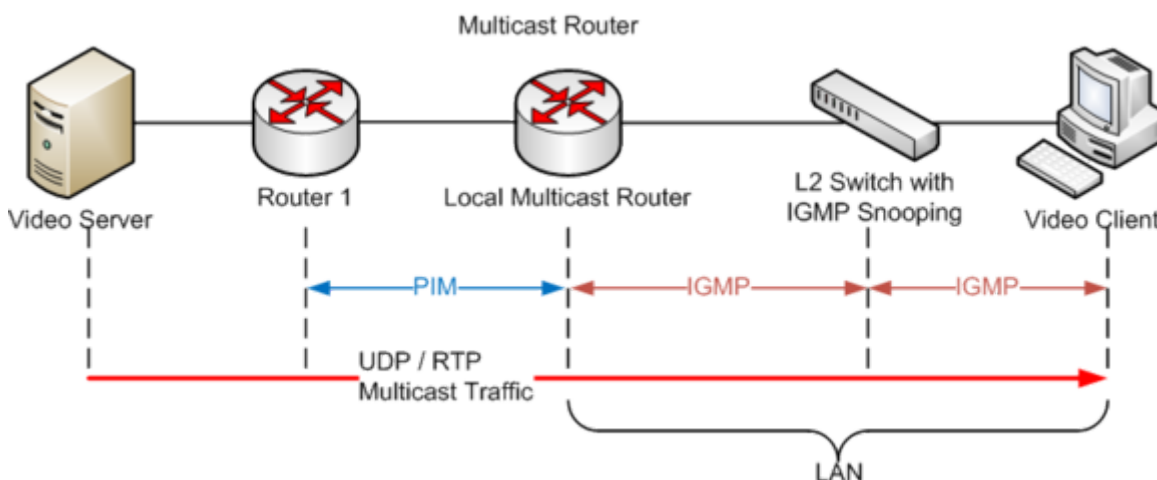 Multicast Router
Video Server
Router 1
Local Multicast Router
L2 Switch with
IGMP Snooping
Video Client
PIM
IGMP
IGMP
UDP / RTP
Multicast Traffic
LAN